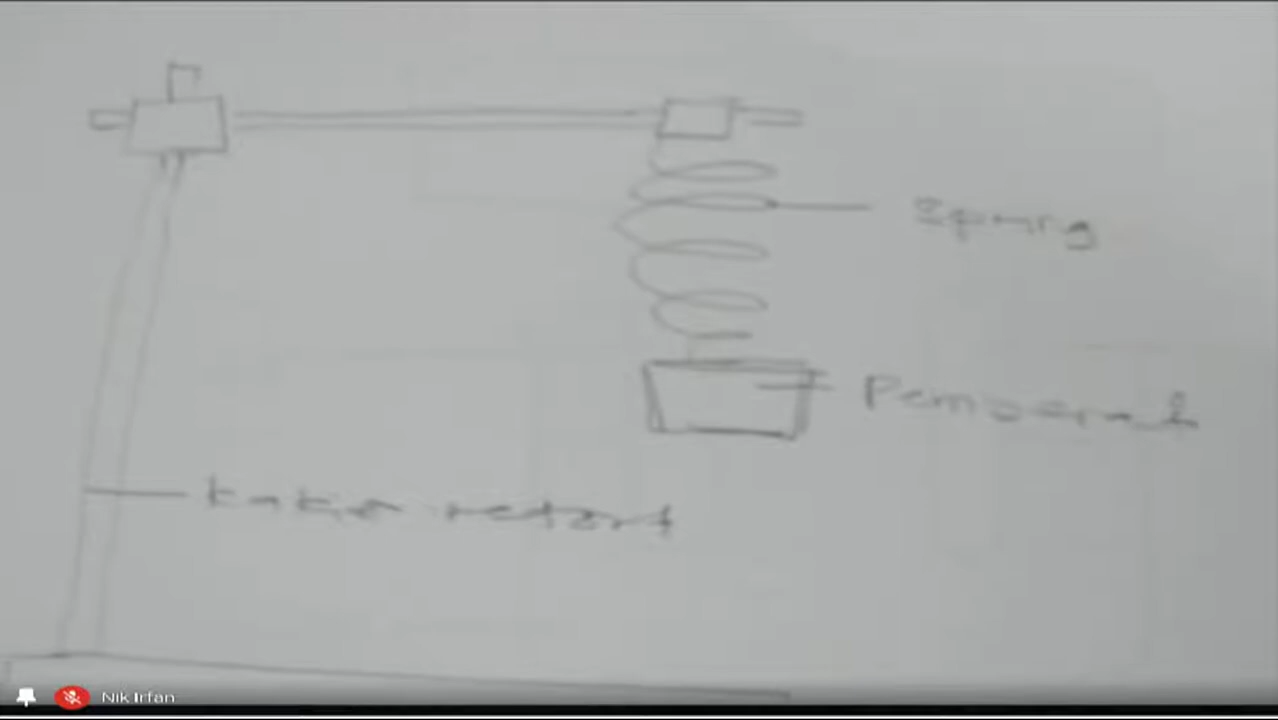 Spring
Pemberat
kaki retort
Nik Irfan